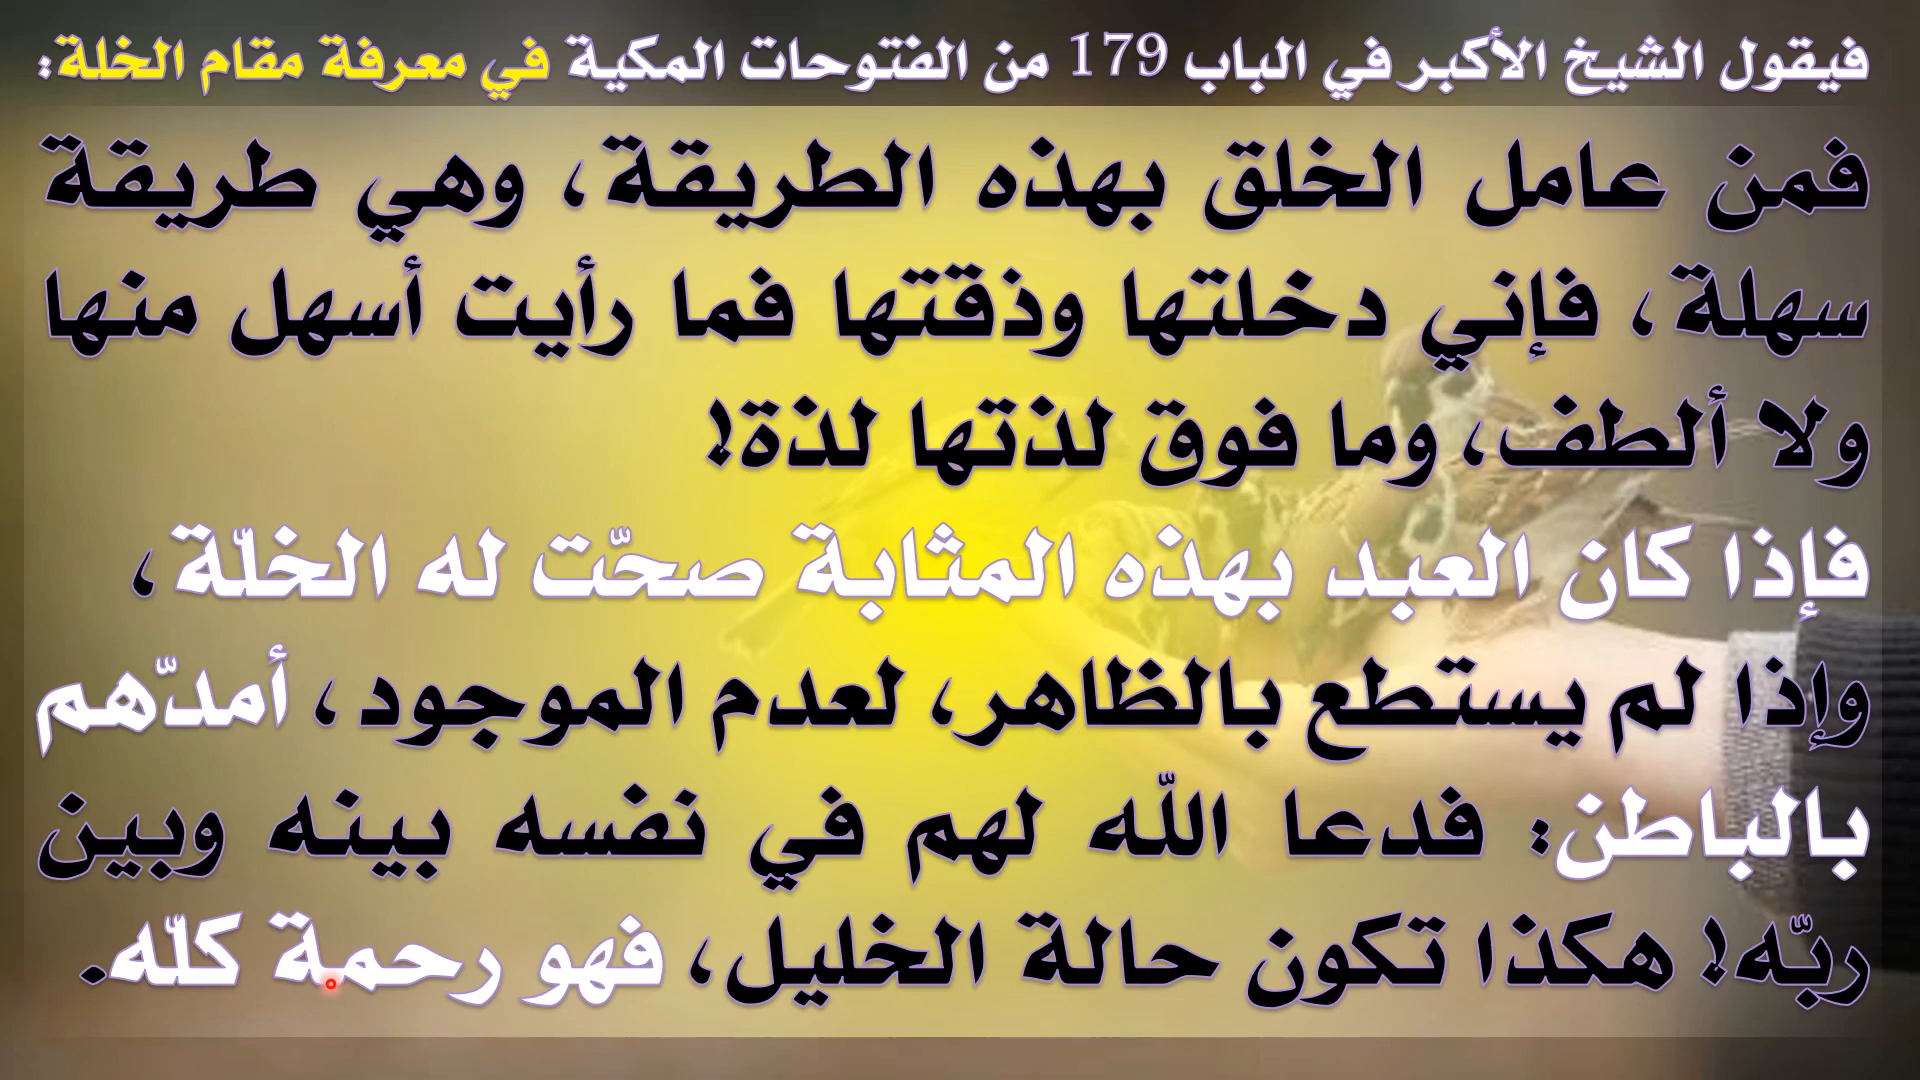 فيقول الشيخ الأكبر في الباب 179 من الفتوحات المكية في معرفة مقام الخلة:
فمن عامل الخلق بهذه الطريقة، وهي طريقة
سهلة، فإني دخلتها وذقتها فما رأيت أسهل منها
ولا ألطف، وما فوق لذتها لذة!
فإذا كان العبد بهذه المثابة صحّت له الخلّة،
وإذا لم يستطع بالظاهر، لعدم الموجود، أمدّهم
بالباطن: فدعا اللّه لهم في نفسه بينه وبين
ربّه! هكذا تكون حالة الخليل، فهو رحمة كلّه.